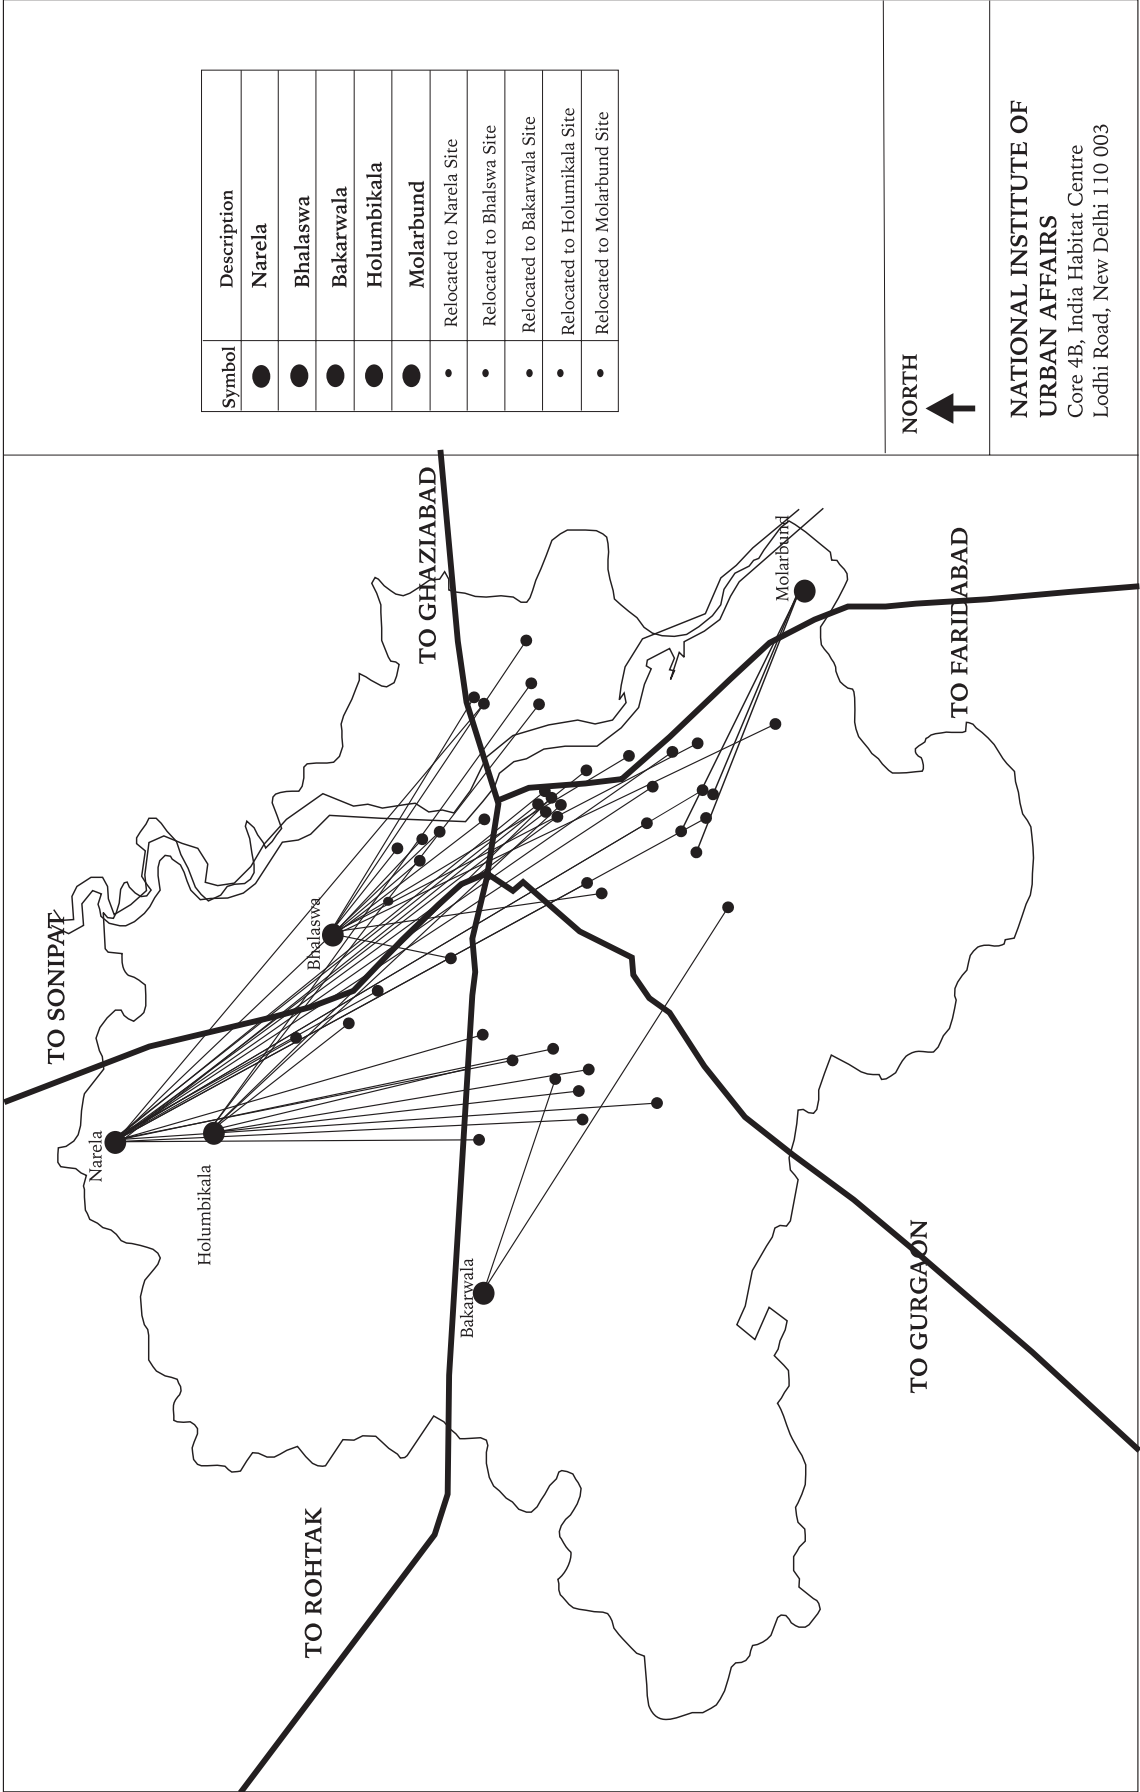 TO SONIPAT
Narela
Holumbikala
Bhalaswa
Bakarwala
Molarbund
TO GHAZIABAD
TO FARIDABAD
TO GURGAON
TO ROHTAK
Symbol Description
Narela
Bhalaswa
Bakarwala
Holumbikala
Molarbund
Relocated to Narela Site
Relocated to Bhalswa Site
Relocated to Bakarwala Site
Relocated to Holumikala Site
Relocated to Molarbund Site
NORTH
NATIONAL INSTITUTE OF
URBAN AFFAIRS
Core 4B, India Habitat Centre
Lodhi Road, New Delhi 110 003